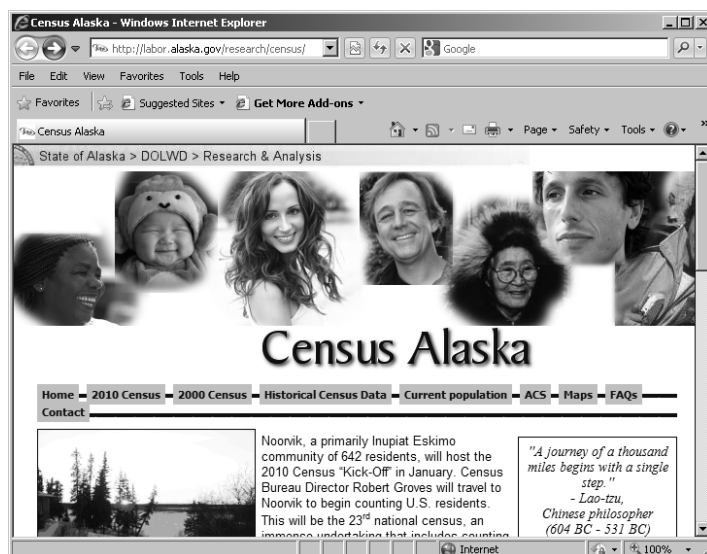 Census Alaska - Windows Internet Explorer
http://labor.alaska.gov/research/census/
Google
File Edit View Favorites Tools Help
Favorites Suggested Sites Get More Add-ons
Census Alaska
Page Safety Tools
State of Alaska > DOLWD > Research & Analysis
Census Alaska
Home 2010 Census 2000 Census Historical Census Data Current population ACS Maps FAQs
Contact
Noorvik, a primarily Inupiat Eskimo
community of 642 residents, will host the
2010 Census "Kick-Off" in January. Census
Bureau Director Robert Groves will travel to
Noorvik to begin counting U.S. residents.
This will be the 23rd national census, an
immense undertaking that includes counting
"A journey of a thousand
miles begins with a single
step."
- Lao-tzu,
Chinese philosopher
(604 BC - 531 BC)
Internet
100%